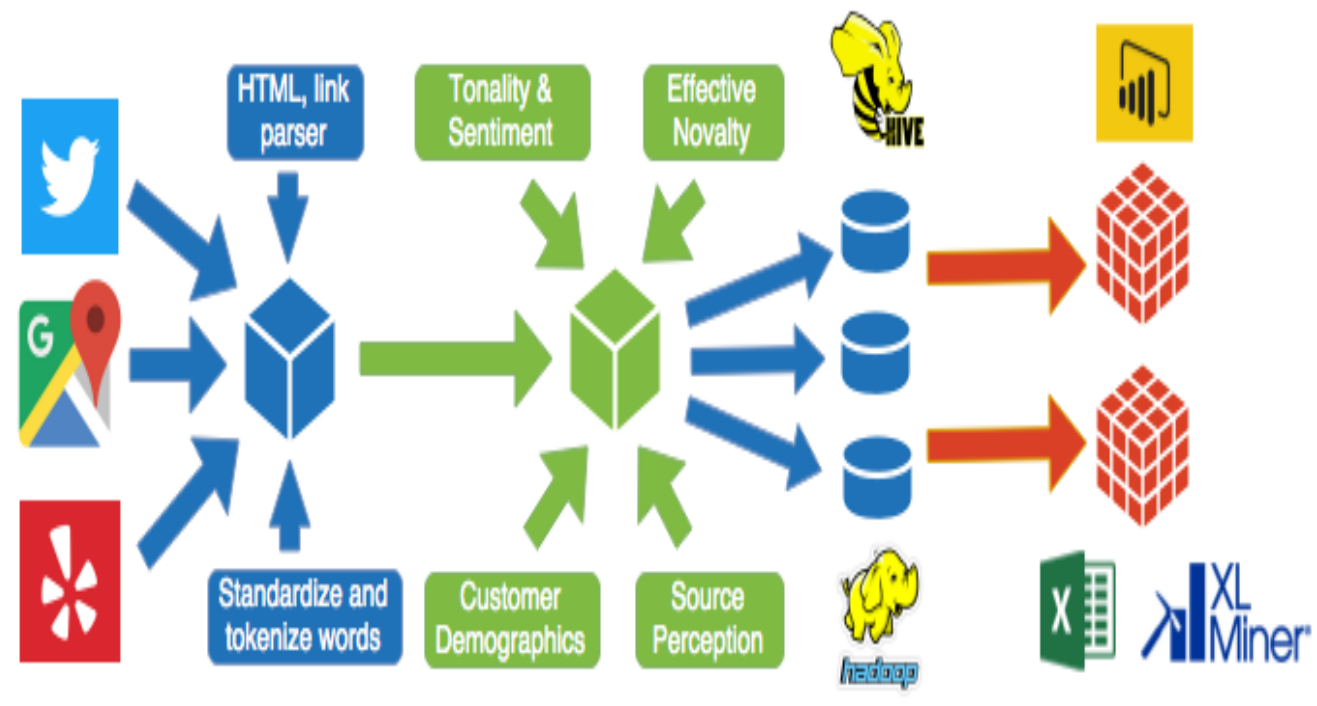 HTML, link
parser
Tonality &
Sentiment
Effective
Novalty
HIVE
G
Standardize and
tokenize words
Customer
Demographics
Source
Perception
hadoop
X
XL
Miner®